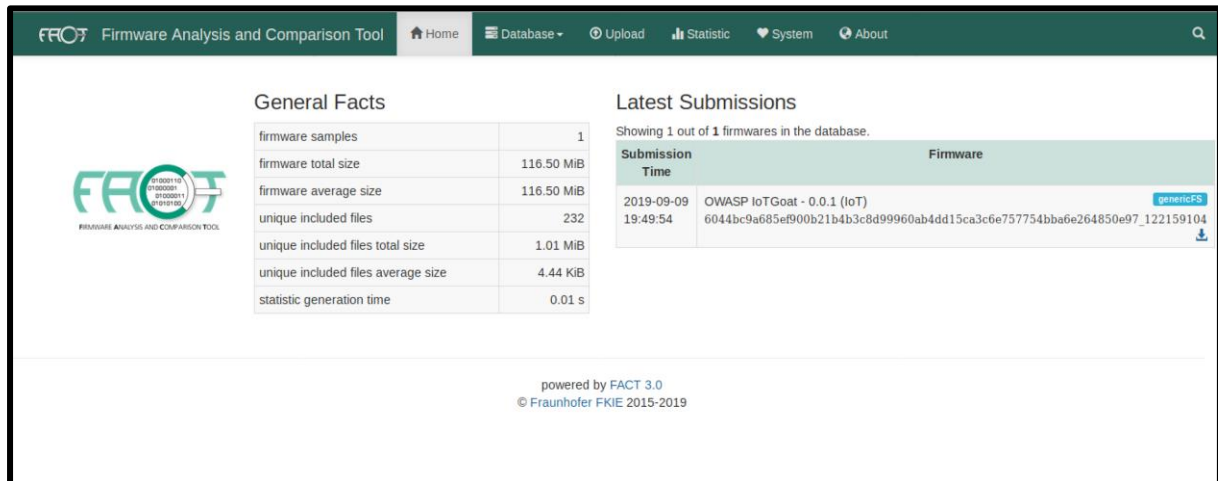 FACT Firmware Analysis and Comparison Tool Home Database Upload Statistic System About
General Facts
firmware samples 1
firmware total size 116.50 MiB
firmware average size 116.50 MiB
unique included files 232
unique included files total size 1.01 MiB
unique included files average size 4.44 KiB
statistic generation time 0.01 s
Latest Submissions
Showing 1 out of 1 firmwares in the database.
Submission Time Firmware
2019-09-09 19:49:54
OWASP IoTGoat - 0.0.1 (IoT) genericFS
6044bc9a685ef900b21b4b3c8d99960ab4dd15ca3c6e757754bba6e264850e97_122159104
FACT
01000110
01000001
01000011
01010100
FIRMWARE ANALYSIS AND COMPARISON TOOL
powered by FACT 3.0
© Fraunhofer FKIE 2015-2019